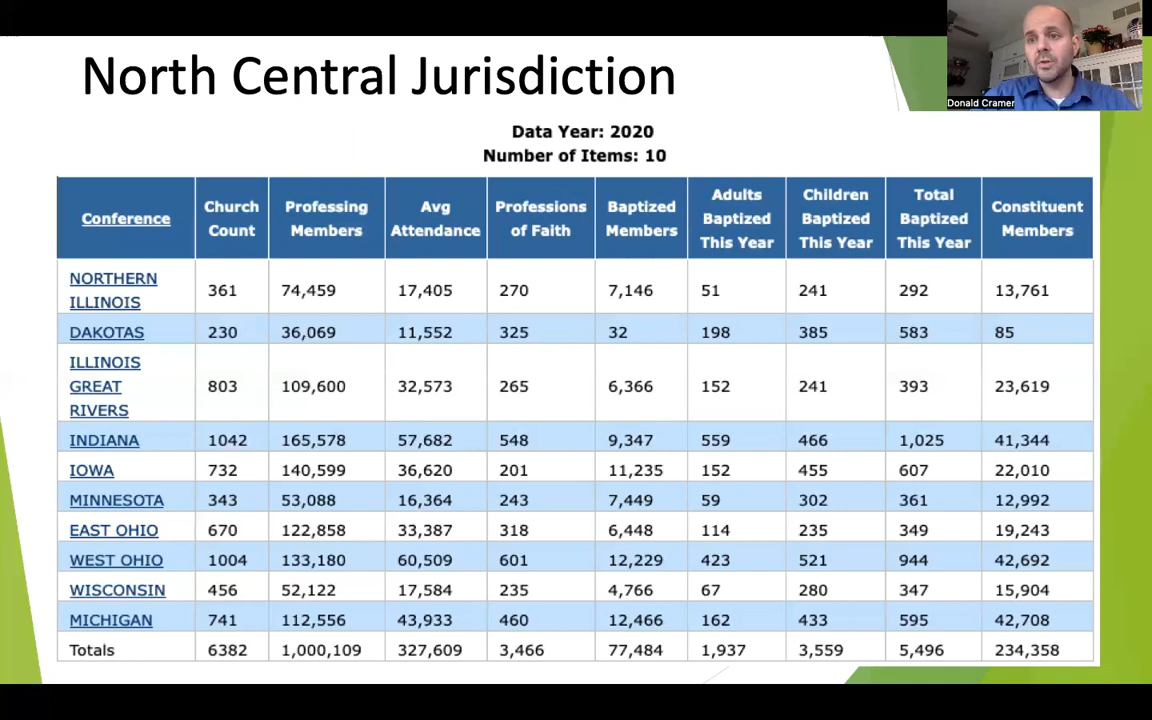 North Central Jurisdiction
Donald Cramer
Data Year: 2020
Number of Items: 10
Conference Church Count Professing Members Avg Attendance Professions of Faith Baptized Members Adults Baptized This Year Children Baptized This Year Total Baptized This Year Constituent Members
NORTHERN ILLINOIS 361 74,459 17,405 270 7,146 51 241 292 13,761
DAKOTAS 230 36,069 11,552 325 32 198 385 583 85
ILLINOIS GREAT RIVERS 803 109,600 32,573 265 6,366 152 241 393 23,619
INDIANA 1042 165,578 57,682 548 9,347 559 466 1,025 41,344
IOWA 732 140,599 36,620 201 11,235 152 455 607 22,010
MINNESOTA 343 53,088 16,364 243 7,449 59 302 361 12,992
EAST OHIO 670 122,858 33,387 318 6,448 114 235 349 19,243
WEST OHIO 1004 133,180 60,509 601 12,229 423 521 944 42,692
WISCONSIN 456 52,122 17,584 235 4,766 67 280 347 15,904
MICHIGAN 741 112,556 43,933 460 12,466 162 433 595 42,708
Totals 6382 1,000,109 327,609 3,466 77,484 1,937 3,559 5,496 234,358